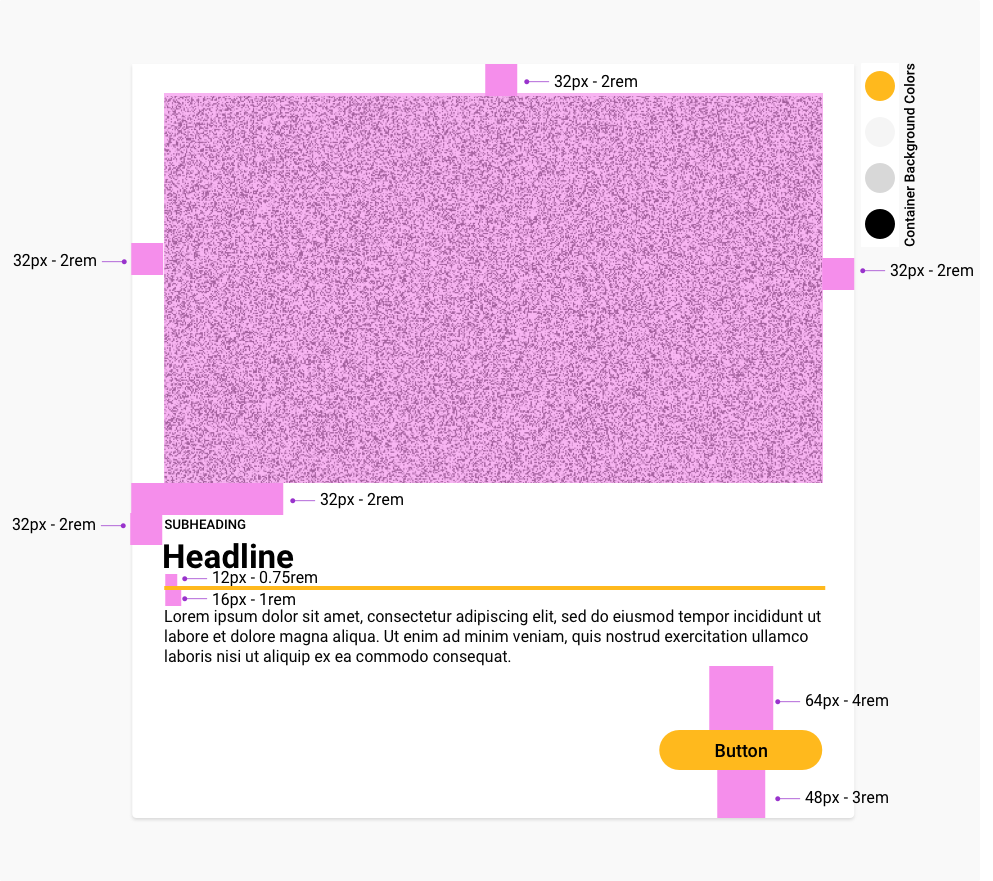 32px - 2rem
Container Background Colors
32px - 2rem
32px - 2rem
32px - 2rem
32px - 2rem
SUBHEADING
Headline
12px - 0.75rem
16px - 1rem
Lorem ipsum dolor sit amet, consectetur adipiscing elit, sed do eiusmod tempor incididunt ut
labore et dolore magna aliqua. Ut enim ad minim veniam, quis nostrud exercitation ullamco
laboris nisi ut aliquip ex ea commodo consequat.
64px - 4rem
Button
48px - 3rem